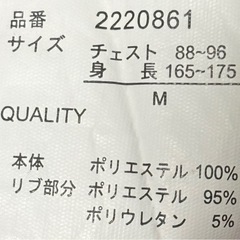 品番 2220861
サイズ チェスト 88~96
身長 165~175
M
QUALITY
本体 ポリエステル 100%
リブ部分 ポリエステル 95%
ポリウレタン 5%